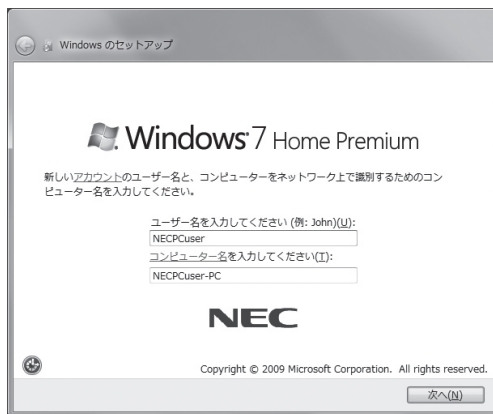 Windows のセットアップ
Windows 7 Home Premium
新しいアカウントのユーザー名と、コンピューターをネットワーク上で識別するためのコン
ピューター名を入力してください。
ユーザー名を入力してください (例: John)(U):
NECPCuser
コンピューター名を入力してください(T):
NECPCuser-PC
NEC
Copyright © 2009 Microsoft Corporation. All rights reserved.
次へ(N)